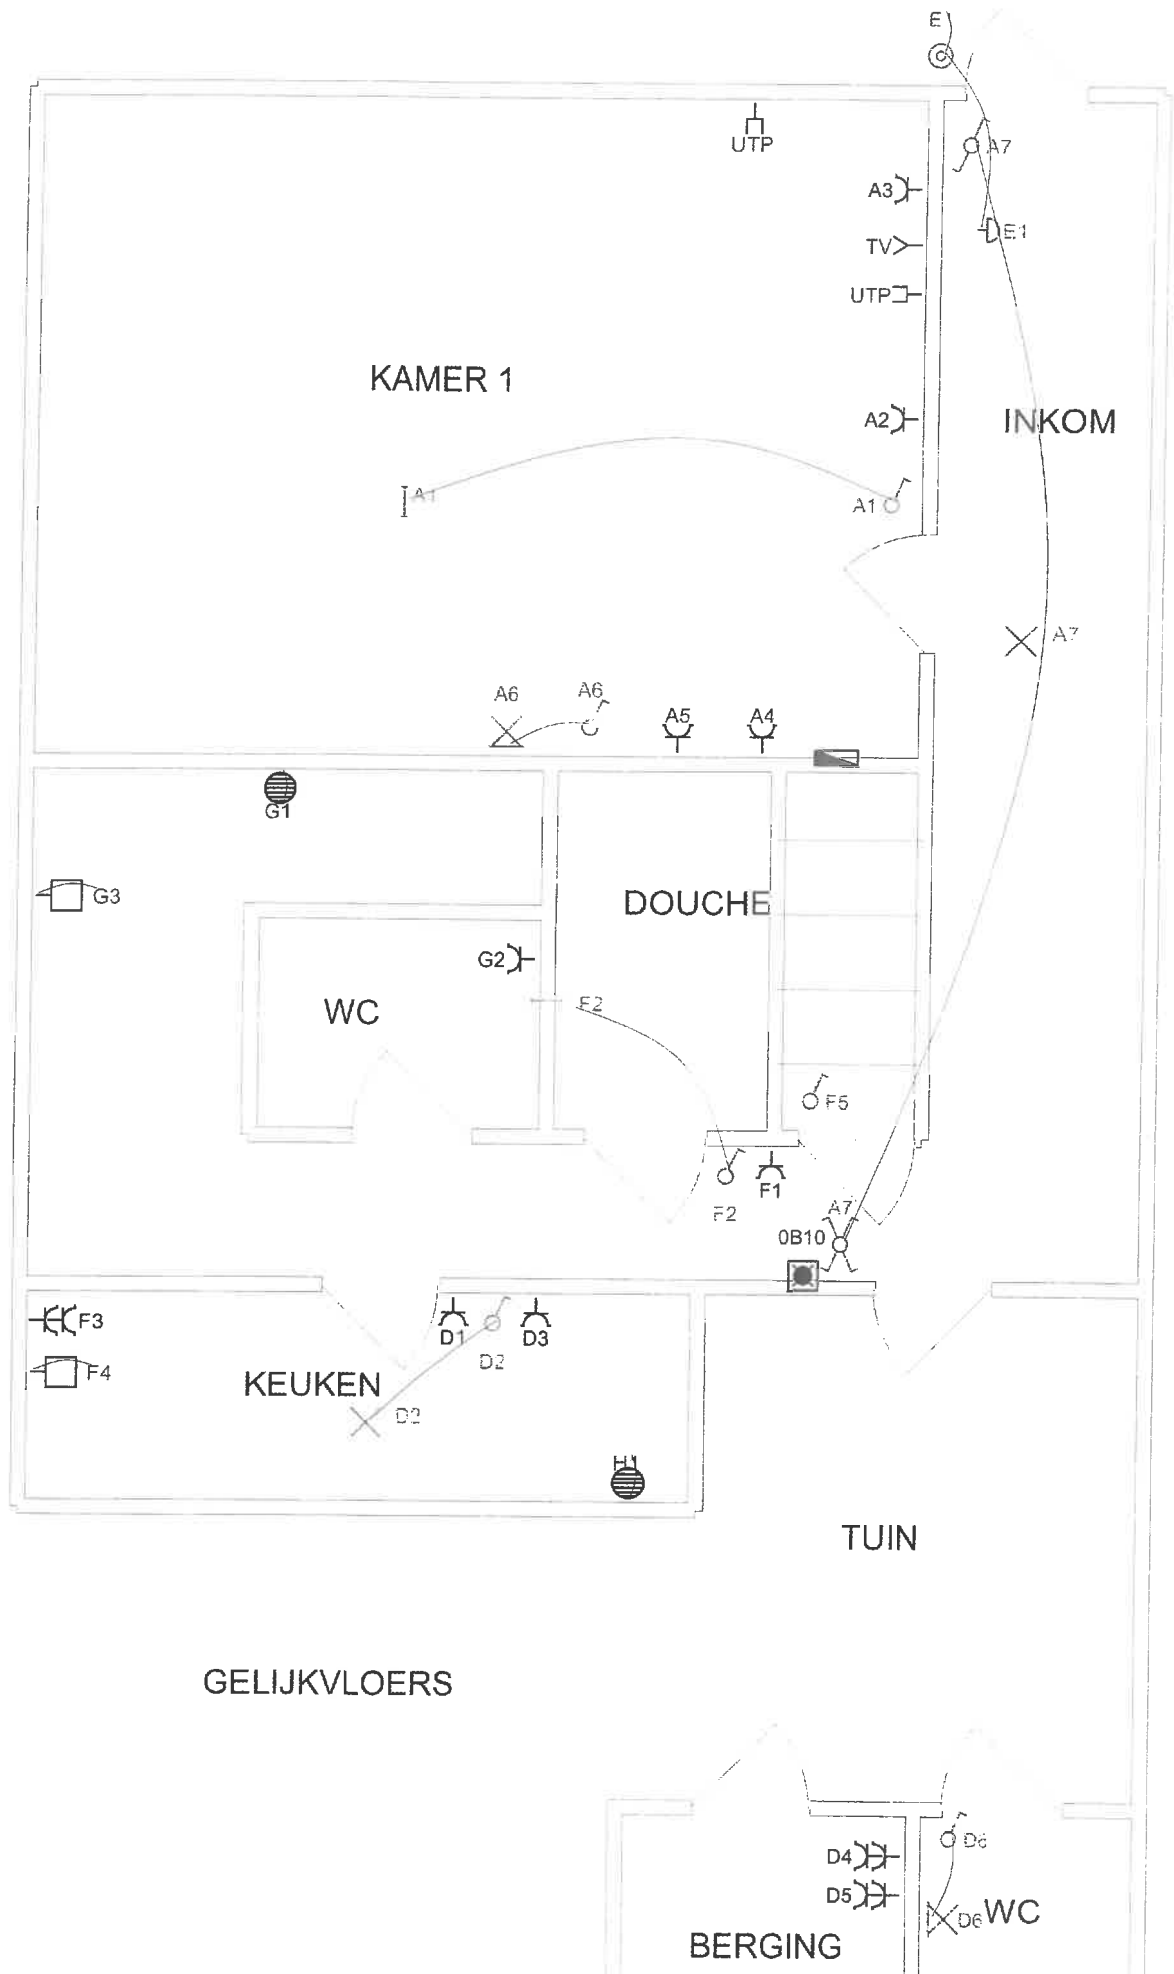 E
UTP
A7
A3
E1
TV
UTP
KAMER 1
A2
INKOM
A1
A1
A7
A6
A6
A5
A4
G1
G3
DOUCHE
G2
WC
F2
F5
F2
F1
A7
0B10
F3
D1
D3
D2
F4
KEUKEN
D2
H1
TUIN
GELIJKVLOERS
D6
D4
D5
D6
WC
BERGING